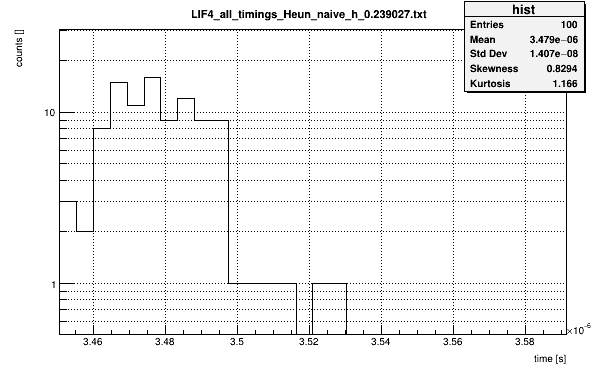 LIF4_all_timings_Heun_naive_h_0.239027.txt
hist
Entries 100
Mean 3.479e−06
Std Dev 1.407e−08
Skewness 0.8294
Kurtosis 1.166
counts []
10
1
3.46 3.48 3.5 3.52 3.54 3.56 3.58
×10⁻⁶
time [s]